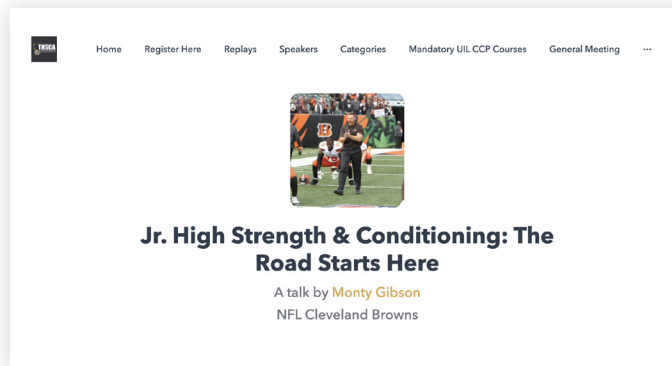 THSCA
Home Register Here Replays Speakers Categories Mandatory UIL CCP Courses General Meeting ...
B
Jr. High Strength & Conditioning: The
Road Starts Here
A talk by Monty Gibson
NFL Cleveland Browns